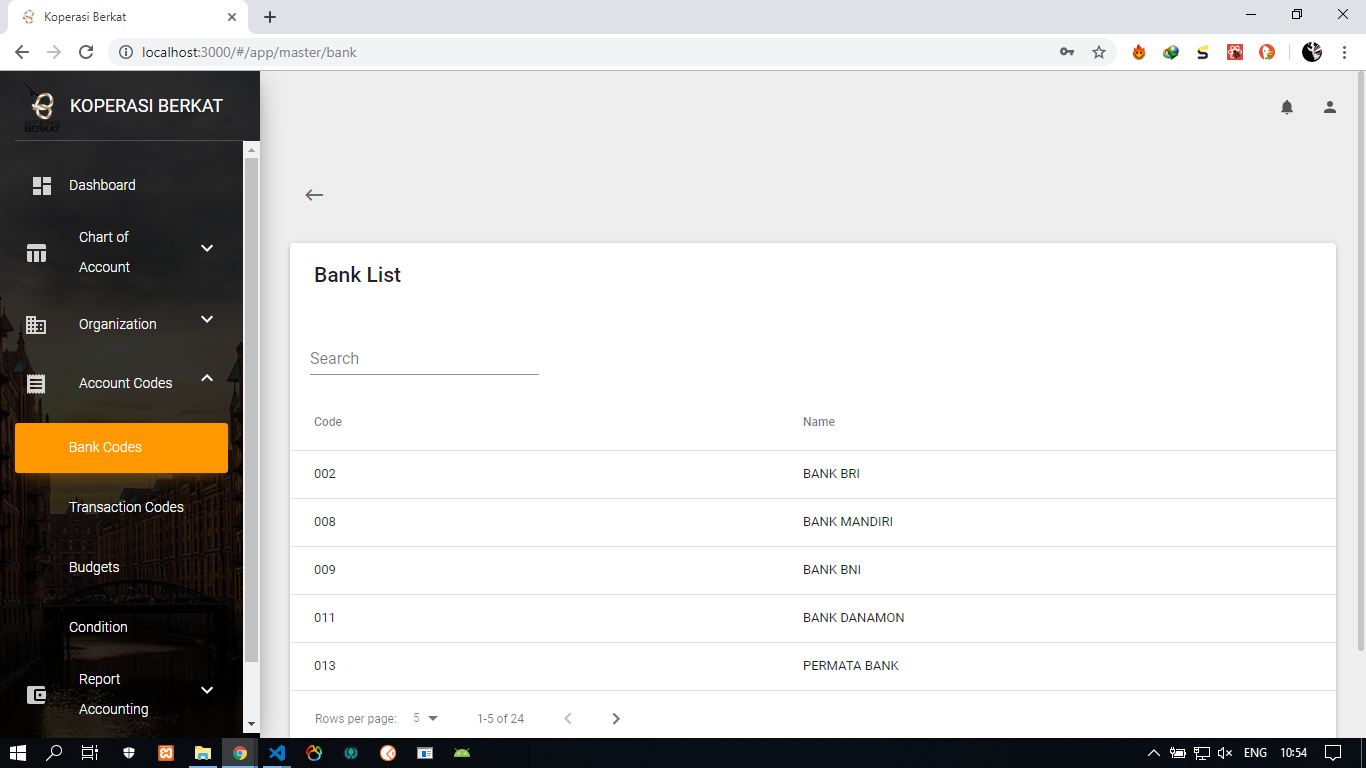 Koperasi Berkat
localhost:3000/#/app/master/bank
KOPERASI BERKAT
BERKAT
Dashboard
Chart of
Account
Organization
Account Codes
Bank Codes
Transaction Codes
Budgets
Condition
Report
Accounting
Bank List
Search
Code Name
002 BANK BRI
008 BANK MANDIRI
009 BANK BNI
011 BANK DANAMON
013 PERMATA BANK
Rows per page: 5 1-5 of 24
ENG 10:54